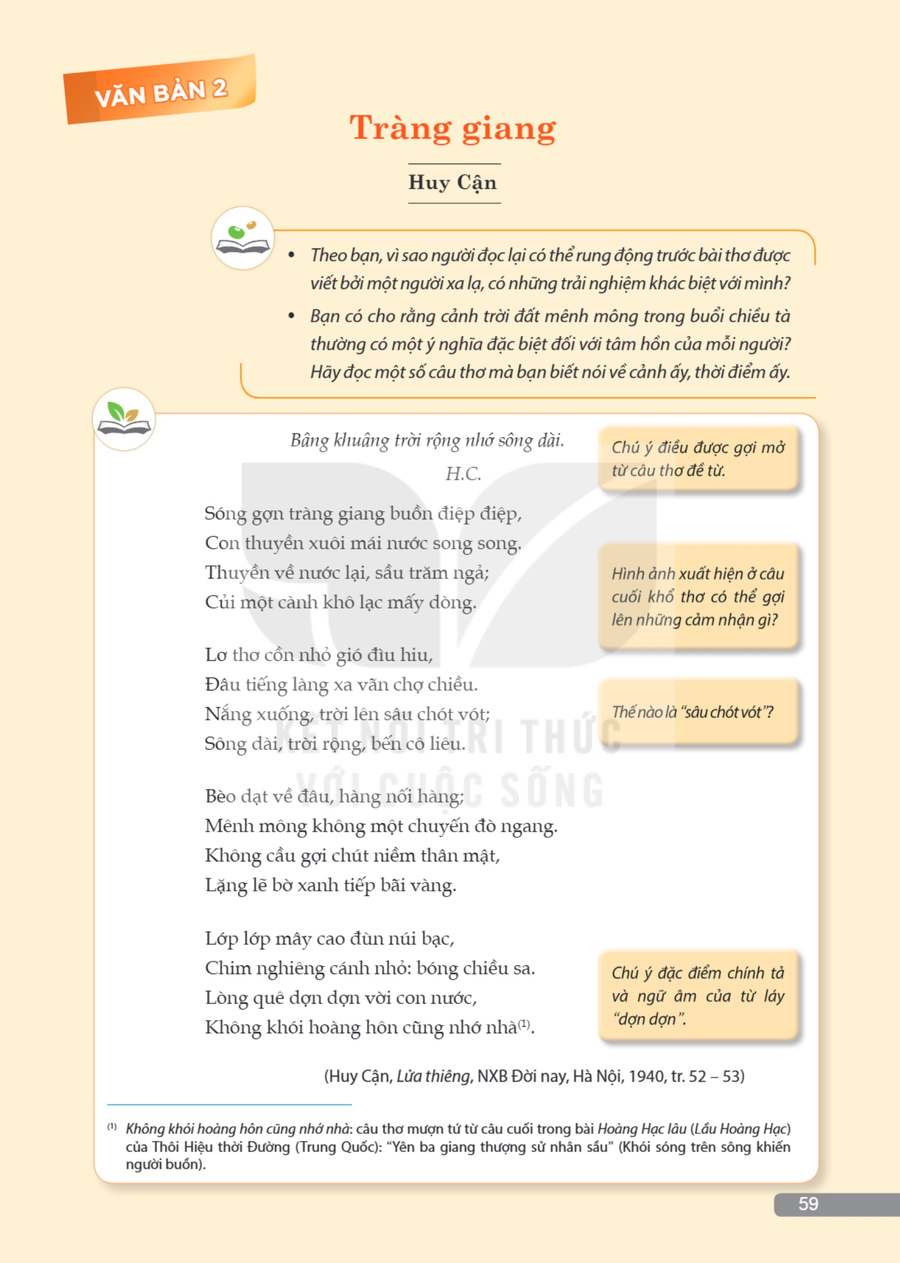 VĂN BẢN 2
Tràng giang
Huy Cận
• Theo bạn, vì sao người đọc lại có thể rung động trước bài thơ được
viết bởi một người xa lạ, có những trải nghiệm khác biệt với mình?
• Bạn có cho rằng cảnh trời đất mênh mông trong buổi chiều tà
thường có một ý nghĩa đặc biệt đối với tâm hồn của mỗi người?
Hãy đọc một số câu thơ mà bạn biết nói về cảnh ấy, thời điểm ấy.
Bâng khuâng trời rộng nhớ sông dài.
H.C.
Chú ý điều được gợi mở
từ câu thơ đề từ.
Sóng gợn tràng giang buồn điệp điệp,
Con thuyền xuôi mái nước song song.
Thuyền về nước lại, sầu trăm ngả;
Củi một cành khô lạc mấy dòng.
Hình ảnh xuất hiện ở câu
cuối khổ thơ có thể gợi
lên những cảm nhận gì?
Lơ thơ cồn nhỏ gió đìu hiu,
Đâu tiếng làng xa vãn chợ chiều.
Nắng xuống, trời lên sâu chót vót;
Sông dài, trời rộng, bến cô liêu.
Thế nào là “sâu chót vót”?
KẾT NỐI TRI THỨC
VỚI CUỘC SỐNG
Bèo dạt về đâu, hàng nối hàng;
Mênh mông không một chuyến đò ngang.
Không cầu gợi chút niềm thân mật,
Lặng lẽ bờ xanh tiếp bãi vàng.
Lớp lớp mây cao đùn núi bạc,
Chim nghiêng cánh nhỏ: bóng chiều sa.
Lòng quê dợn dợn vời con nước,
Không khói hoàng hôn cũng nhớ nhà(1).
Chú ý đặc điểm chính tả
và ngữ âm của từ láy
“dợn dợn”.
(Huy Cận, Lửa thiêng, NXB Đời nay, Hà Nội, 1940, tr. 52 – 53)
(1) Không khói hoàng hôn cũng nhớ nhà: câu thơ mượn tứ từ câu cuối trong bài Hoàng Hạc lâu (Lầu Hoàng Hạc)
của Thôi Hiệu thời Đường (Trung Quốc): “Yên ba giang thượng sử nhân sầu” (Khói sóng trên sông khiến
người buồn).
59